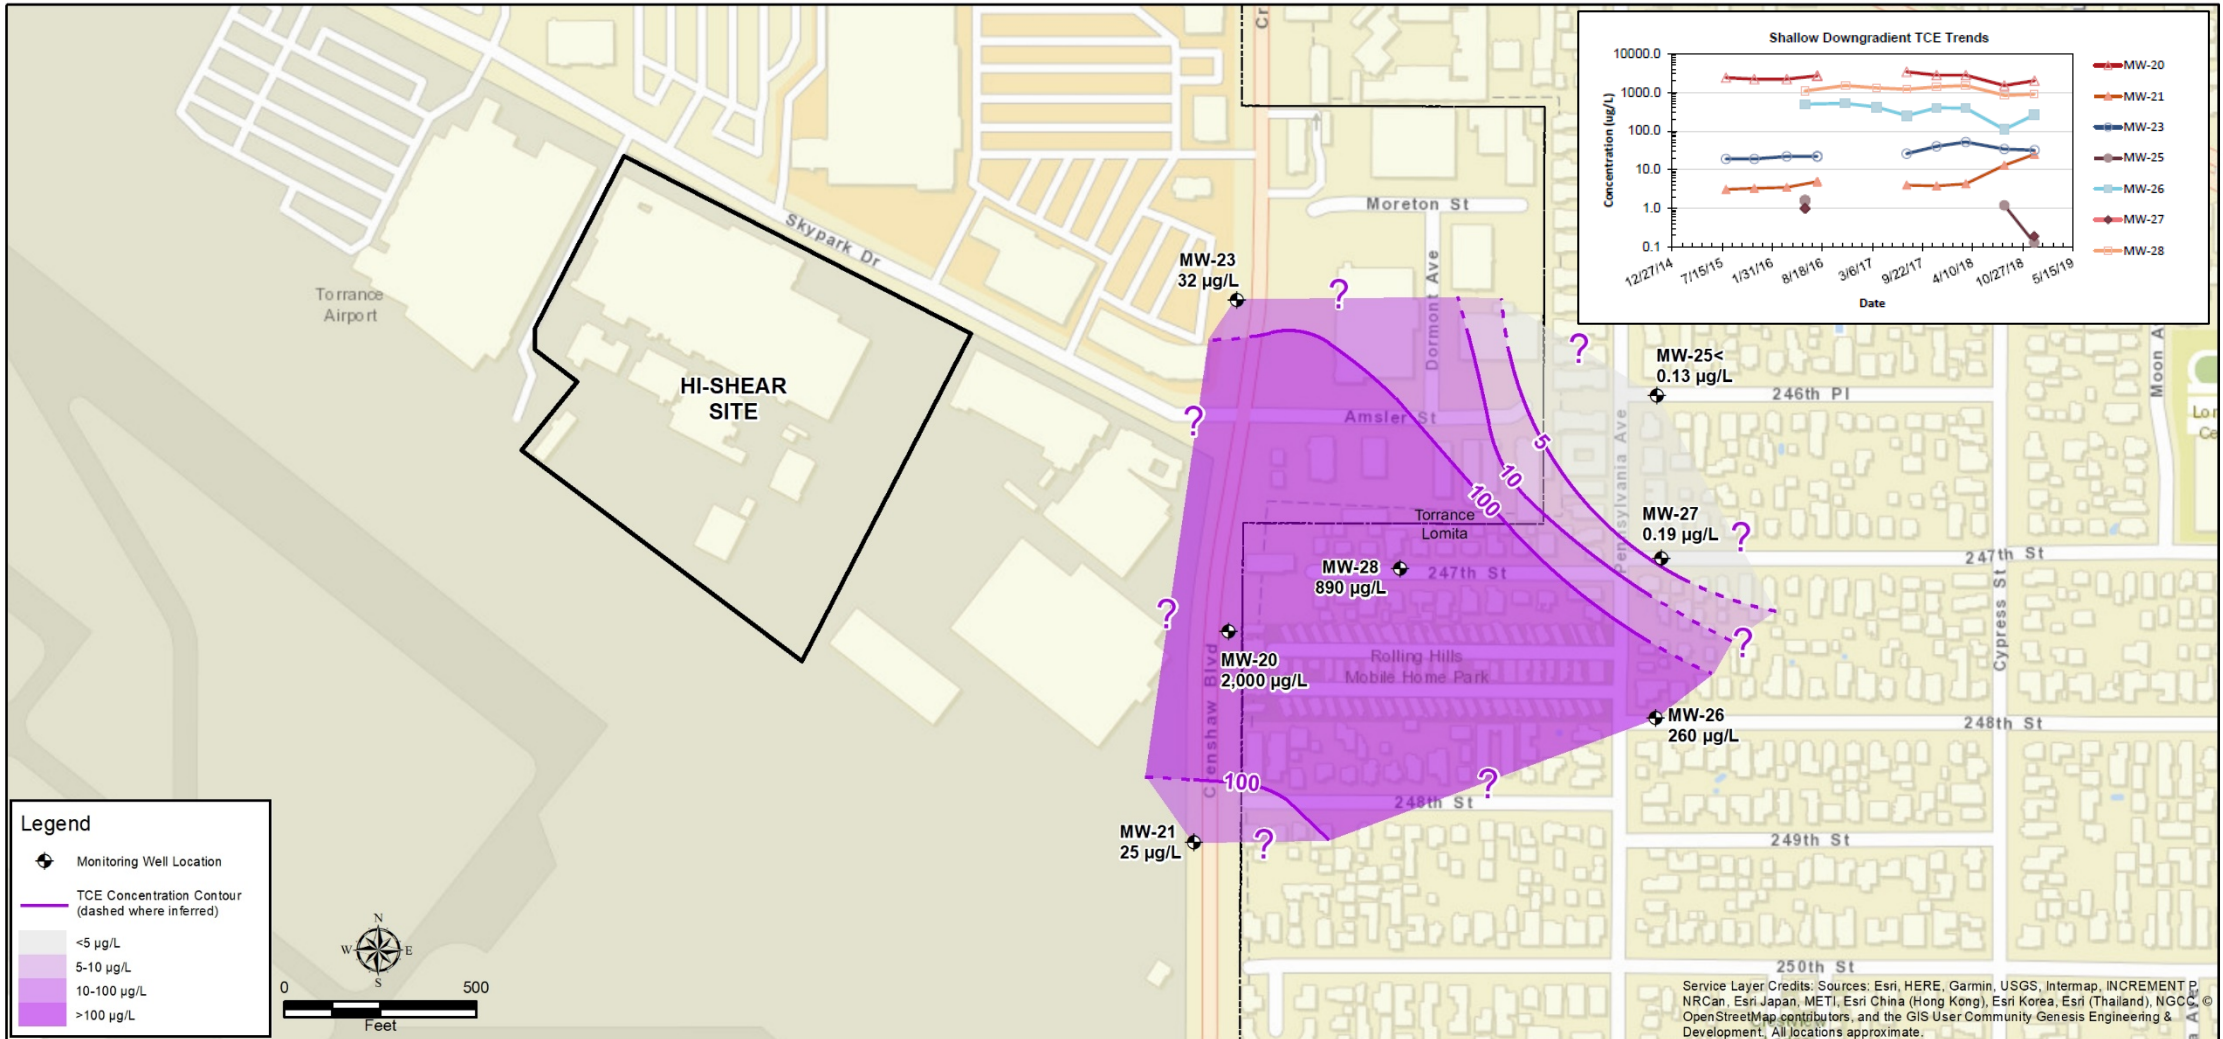 Shallow Downgradient TCE Trends
Concentration (ug/L)
10000.0
1000.0
100.0
10.0
1.0
0.1
12/27/14
7/15/15
1/31/16
8/18/16
3/6/17
9/22/17
4/10/18
10/27/18
5/15/19
Date
MW-20
MW-21
MW-23
MW-25
MW-26
MW-27
MW-28
Skypark Dr
Moreton St
Dormont Ave
Torrance
Airport
HI-SHEAR
SITE
MW-23
32 µg/L
?
?
?
Amsler St
MW-25<
0.13 µg/L
246th Pl
Moon Av
Pennsylvania Ave
5
10
100
Torrance
Lomita
MW-27
0.19 µg/L
?
247th St
MW-28
890 µg/L
247th St
Cypress St
?
?
MW-20
2,000 µg/L
Rolling Hills
Mobile Home Park
Crenshaw Blvd
MW-26
260 µg/L
248th St
100
?
248th St
MW-21
25 µg/L
?
249th St
250th St
Legend
Monitoring Well Location
TCE Concentration Contour
(dashed where inferred)
<5 µg/L
5-10 µg/L
10-100 µg/L
>100 µg/L
N
W E
S
0 500
Feet
Service Layer Credits: Sources: Esri, HERE, Garmin, USGS, Intermap, INCREMENT P,
NRCan, Esri Japan, METI, Esri China (Hong Kong), Esri Korea, Esri (Thailand), NGCC, ©
OpenStreetMap contributors, and the GIS User Community Genesis Engineering &
Development. All locations approximate.